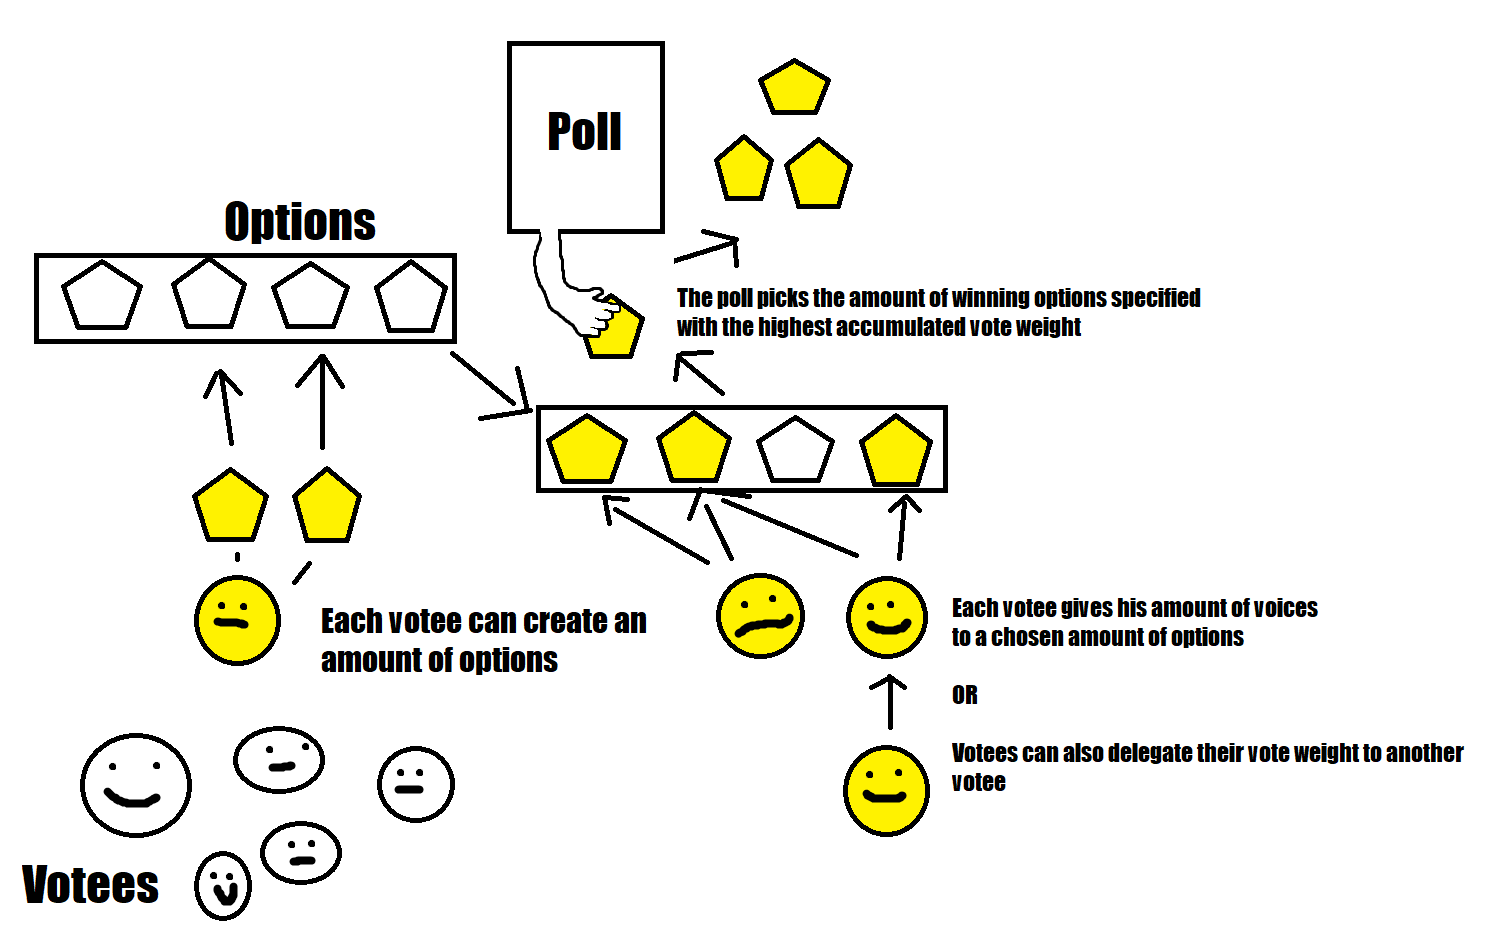 Poll
Options
The poll picks the amount of winning options specified
with the highest accumulated vote weight
Each votee can create an
amount of options
Each votee gives his amount of voices
to a chosen amount of options
OR
Votees can also delegate their vote weight to another
votee
Votees